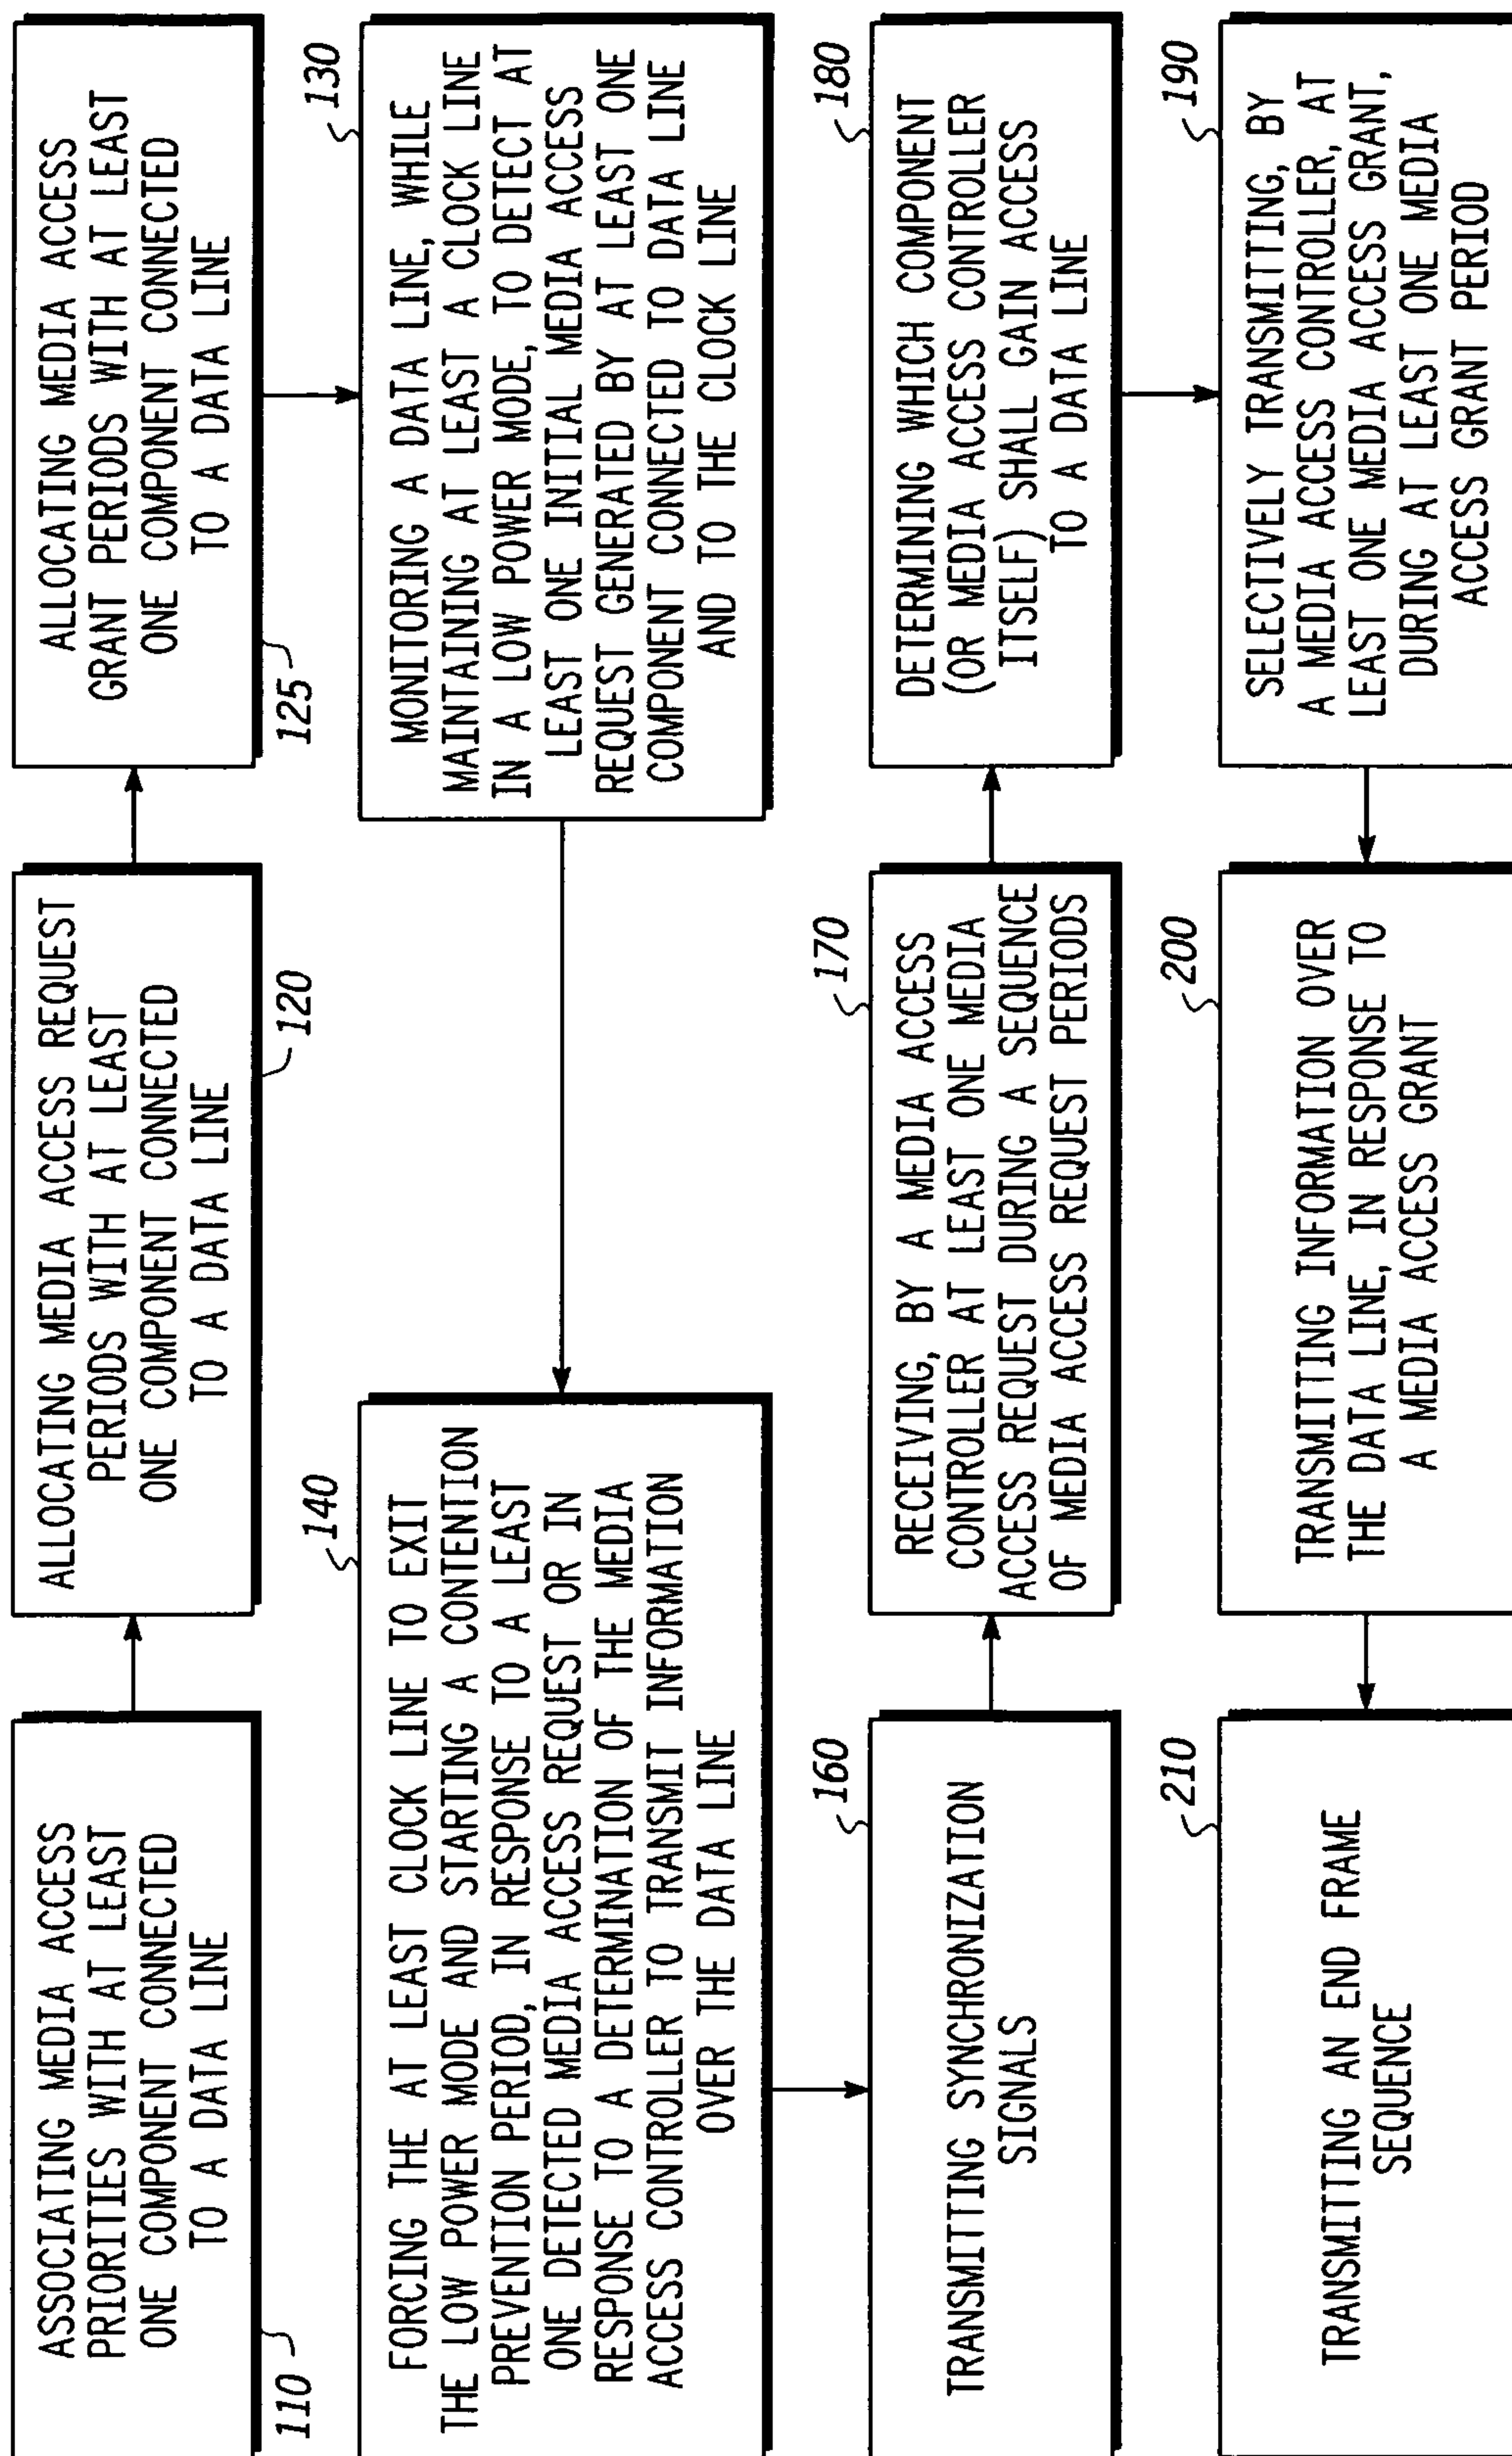 ASSOCIATING MEDIA ACCESS
PRIORITIES WITH AT LEAST
ONE COMPONENT CONNECTED
TO A DATA LINE
110
ALLOCATING MEDIA ACCESS REQUEST
PERIODS WITH AT LEAST
ONE COMPONENT CONNECTED
TO A DATA LINE
120
ALLOCATING MEDIA ACCESS
GRANT PERIODS WITH AT LEAST
ONE COMPONENT CONNECTED
TO A DATA LINE
125
130
MONITORING A DATA LINE, WHILE
MAINTAINING AT LEAST A CLOCK LINE
IN A LOW POWER MODE, TO DETECT AT
LEAST ONE INITIAL MEDIA ACCESS
REQUEST GENERATED BY AT LEAST ONE
COMPONENT CONNECTED TO DATA LINE
AND TO THE CLOCK LINE
140
FORCING THE AT LEAST CLOCK LINE TO EXIT
THE LOW POWER MODE AND STARTING A CONTENTION
PREVENTION PERIOD, IN RESPONSE TO A LEAST
ONE DETECTED MEDIA ACCESS REQUEST OR IN
RESPONSE TO A DETERMINATION OF THE MEDIA
ACCESS CONTROLLER TO TRANSMIT INFORMATION
OVER THE DATA LINE
160
TRANSMITTING SYNCHRONIZATION
SIGNALS
170
RECEIVING, BY A MEDIA ACCESS
CONTROLLER AT LEAST ONE MEDIA
ACCESS REQUEST DURING A SEQUENCE
OF MEDIA ACCESS REQUEST PERIODS
180
DETERMINING WHICH COMPONENT
(OR MEDIA ACCESS CONTROLLER
ITSELF) SHALL GAIN ACCESS
TO A DATA LINE
190
SELECTIVELY TRANSMITTING, BY
A MEDIA ACCESS CONTROLLER, AT
LEAST ONE MEDIA ACCESS GRANT,
DURING AT LEAST ONE MEDIA
ACCESS GRANT PERIOD
200
TRANSMITTING INFORMATION OVER
THE DATA LINE, IN RESPONSE TO
A MEDIA ACCESS GRANT
210
TRANSMITTING AN END FRAME
SEQUENCE